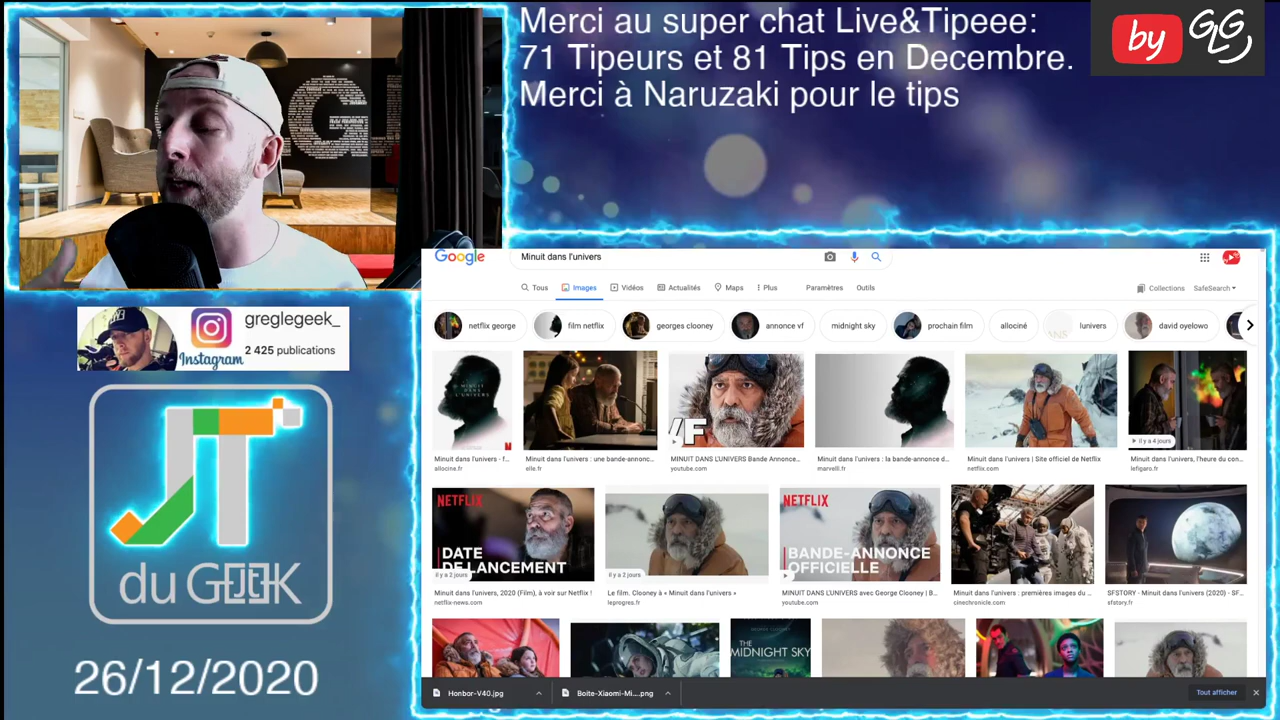 Merci au super chat Live&Tipeee:
71 Tipeurs et 81 Tips en Decembre.
Merci à Naruzaki pour le tips
by GLG
greglegeek_
2 425 publications
Instagram
JT
du GEEK
26/12/2020
Google
Minuit dans l'univers
Tous Images Vidéos Actualités Maps Plus Paramètres Outils
Collections SafeSearch
netflix george film netflix georges clooney annonce vf midnight sky prochain film allociné lunivers david oyelowo
MINUIT DANS L'UNIVERS
VF
il y a 4 jours
Minuit dans l'univers - f...
allocine.fr
Minuit dans l'univers : une bande-annonc...
elle.fr
MINUIT DANS L'UNIVERS Bande Annonce...
youtube.com
Minuit dans l'univers : la bande-annonce d...
marvelll.fr
Minuit dans l'univers | Site officiel de Netflix
netflix.com
Minuit dans l'univers, l'heure du con...
lefigaro.fr
NETFLIX
DATE
DE LANCEMENT
il y a 2 jours
il y a 2 jours
NETFLIX
BANDE-ANNONCE
OFFICIELLE
Minuit dans l'univers, 2020 (Film), à voir sur Netflix !
netflix-news.com
Le film. Clooney à « Minuit dans l'univers »
leprogres.fr
MINUIT DANS L'UNIVERS avec George Clooney | B...
youtube.com
Minuit dans l'univers : premières images du ...
cinechronicle.com
SFSTORY - Minuit dans l'univers (2020) - SF...
sfstory.fr
THE
MIDNIGHT SKY
Honbor-V40.jpg
Boite-Xiaomi-Mi....png
Tout afficher